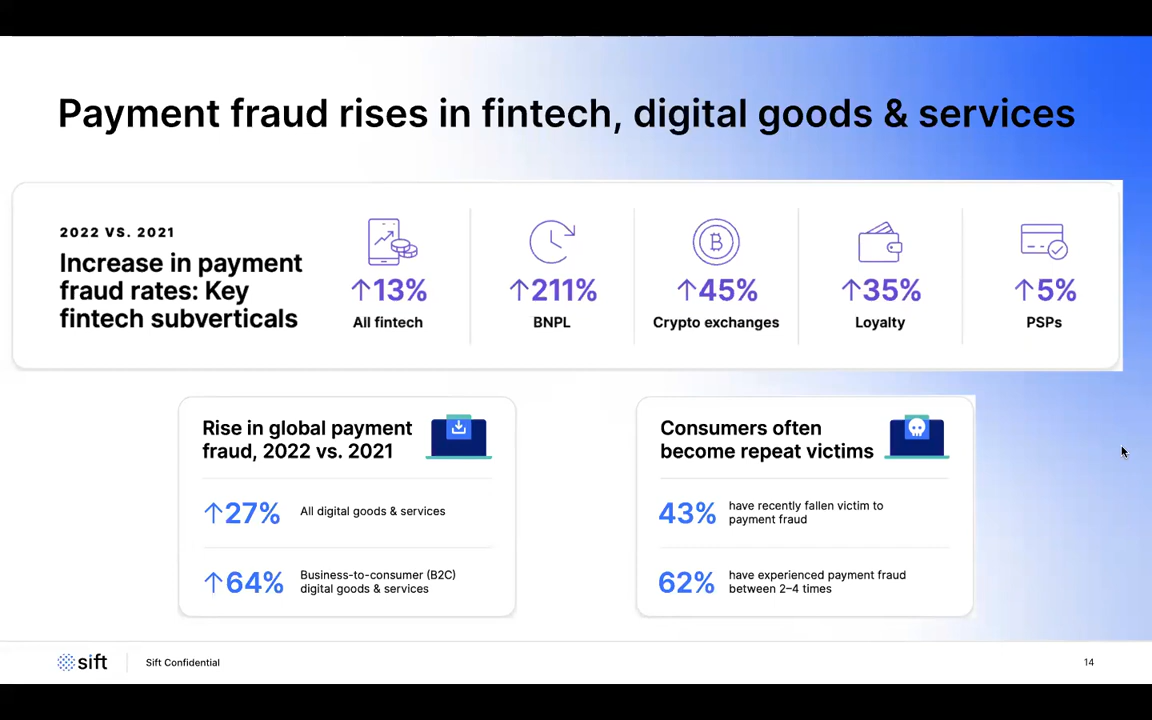 Payment fraud rises in fintech, digital goods & services
2022 VS. 2021
Increase in payment
fraud rates: Key
fintech subverticals
↑13%
All fintech
↑211%
BNPL
↑45%
Crypto exchanges
↑35%
Loyalty
↑5%
PSPs
Rise in global payment
fraud, 2022 vs. 2021
↑27%
All digital goods & services
↑64%
Business-to-consumer (B2C)
digital goods & services
Consumers often
become repeat victims
43%
have recently fallen victim to
payment fraud
62%
have experienced payment fraud
between 2–4 times
sift
Sift Confidential
14